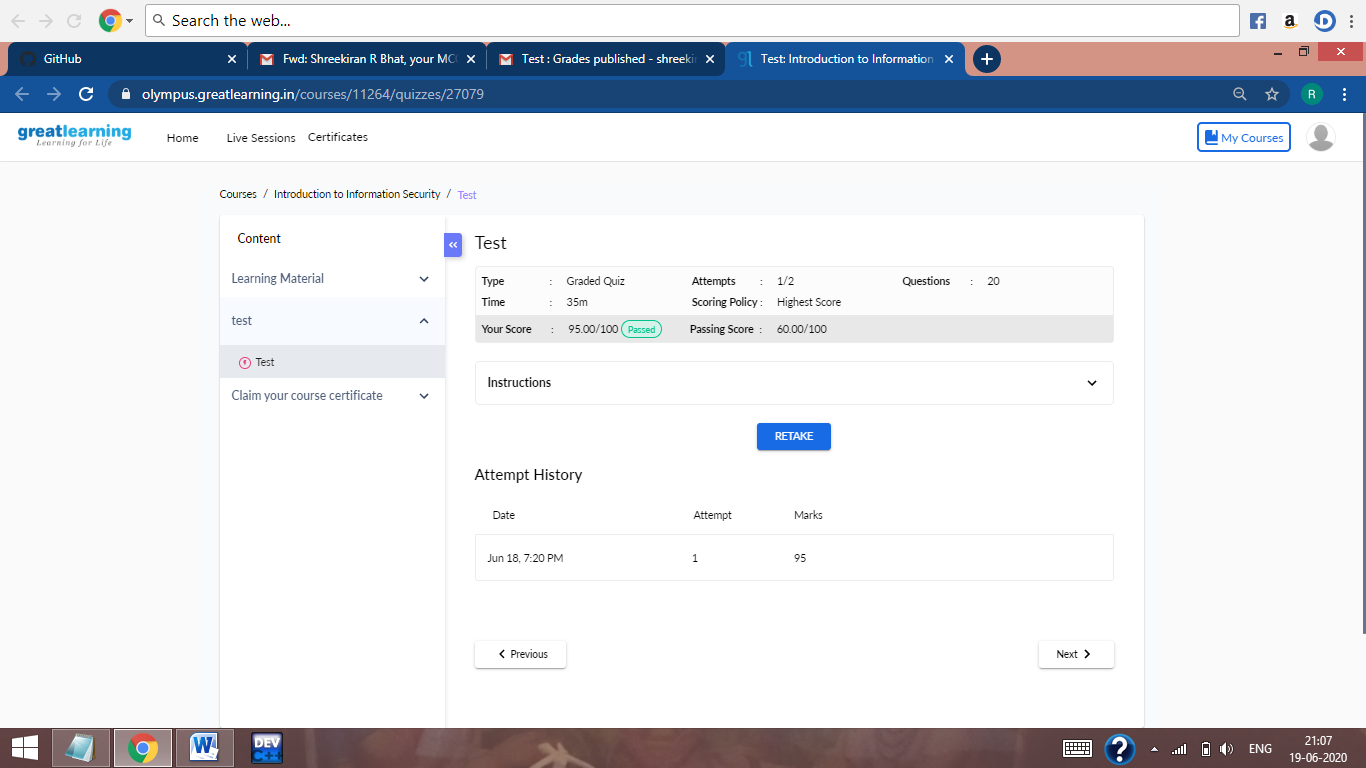 Search the web...
GitHub
Fwd: Shreekiran R Bhat, your MC
Test : Grades published - shreeki
Test: Introduction to Information
olympus.greatlearning.in/courses/11264/quizzes/27079
R
greatlearning
Learning for Life
Home
Live Sessions
Certificates
My Courses
Courses / Introduction to Information Security / Test
Content
Learning Material
test
Test
Claim your course certificate
Test
Type : Graded Quiz Attempts : 1/2 Questions : 20
Time : 35m Scoring Policy : Highest Score
Your Score : 95.00/100 Passed Passing Score : 60.00/100
Instructions
RETAKE
Attempt History
Date Attempt Marks
Jun 18, 7:20 PM 1 95
Previous
Next
DEV
C++
ENG
21:07
19-06-2020